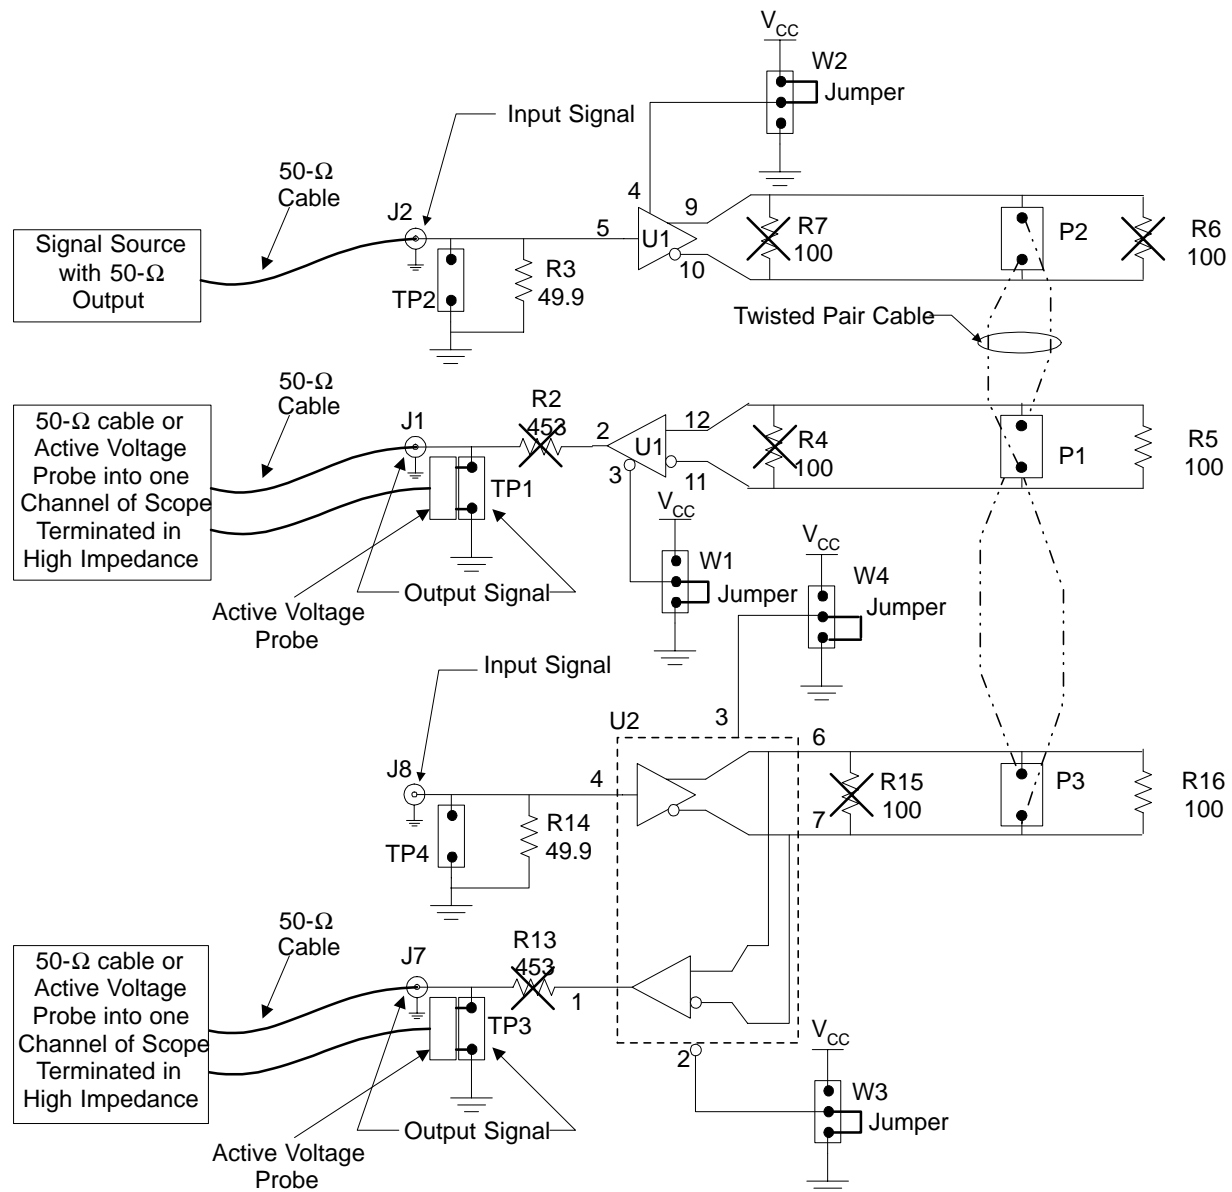 V_CC
W2
Jumper
Input Signal
50-Ω
Cable
J2
4
9
5
U1
10
R7
100
P2
R6
100
Signal Source
with 50-Ω
Output
TP2
R3
49.9
Twisted Pair Cable
50-Ω
Cable
50-Ω cable or
Active Voltage
Probe into one
Channel of Scope
Terminated in
High Impedance
J1
R2
453
2
12
U1
3
11
R4
100
P1
R5
100
TP1
V_CC
W1
Jumper
Output Signal
Active Voltage
Probe
V_CC
W4
Jumper
Input Signal
U2
3
6
J8
4
R15
100
7
P3
R16
100
TP4
R14
49.9
50-Ω
Cable
50-Ω cable or
Active Voltage
Probe into one
Channel of Scope
Terminated in
High Impedance
J7
R13
453
1
TP3
2
V_CC
W3
Jumper
Output Signal
Active Voltage
Probe